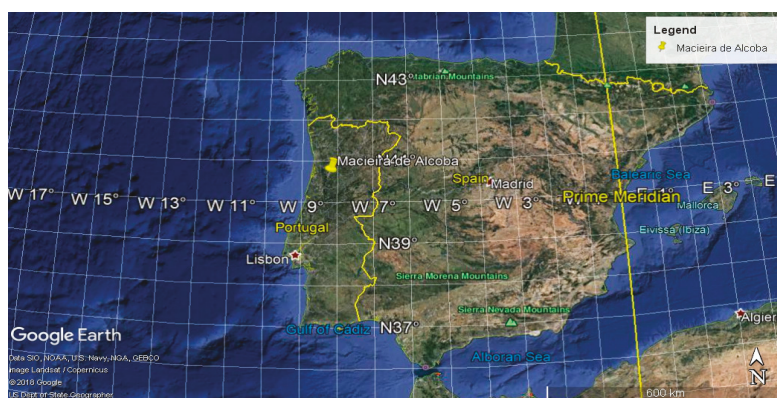 Legend
Macieira de Alcoba
N43°
tabrian Mountains
Macieira de Alcoba
Spain
Madrid
Balearic Sea
W 17° W 15° W 13° W 11° W 9° W 7° W 5° W 3° Prime Meridian E 3° E
Mallorca
Portugal
Eivissa (Ibiza)
N39°
Lisbon
Sierra Morena Mountains
Sierra Nevada Mountains
Algier
Google Earth
Gulf of Cadiz
N37°
Data SIO, NOAA, U.S. Navy, NGA, GEBCO
Image Landsat / Copernicus
Alboran Sea
©2018 Google
US Dept of State Geographer
600 km
N